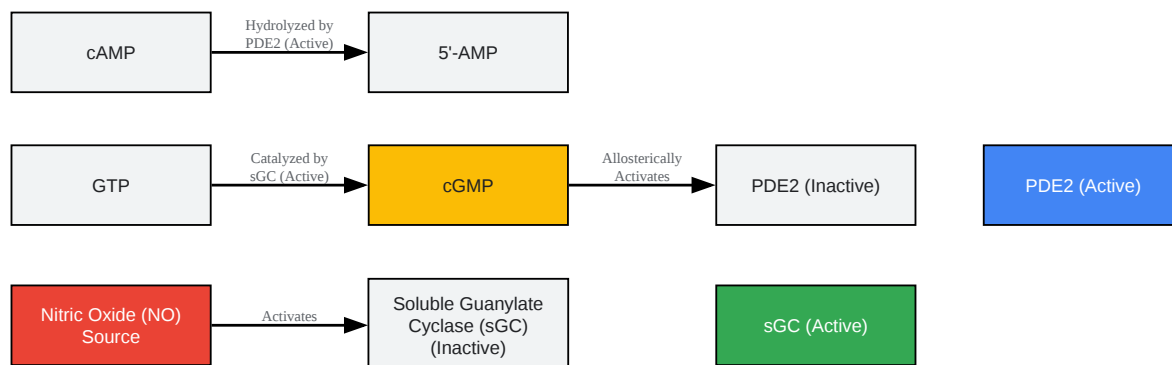 cAMP
Hydrolyzed by
PDE2 (Active)
5'-AMP
GTP
Catalyzed by
sGC (Active)
cGMP
Allosterically
Activates
PDE2 (Inactive)
PDE2 (Active)
Nitric Oxide (NO)
Source
Activates
Soluble Guanylate
Cyclase (sGC)
(Inactive)
sGC (Active)